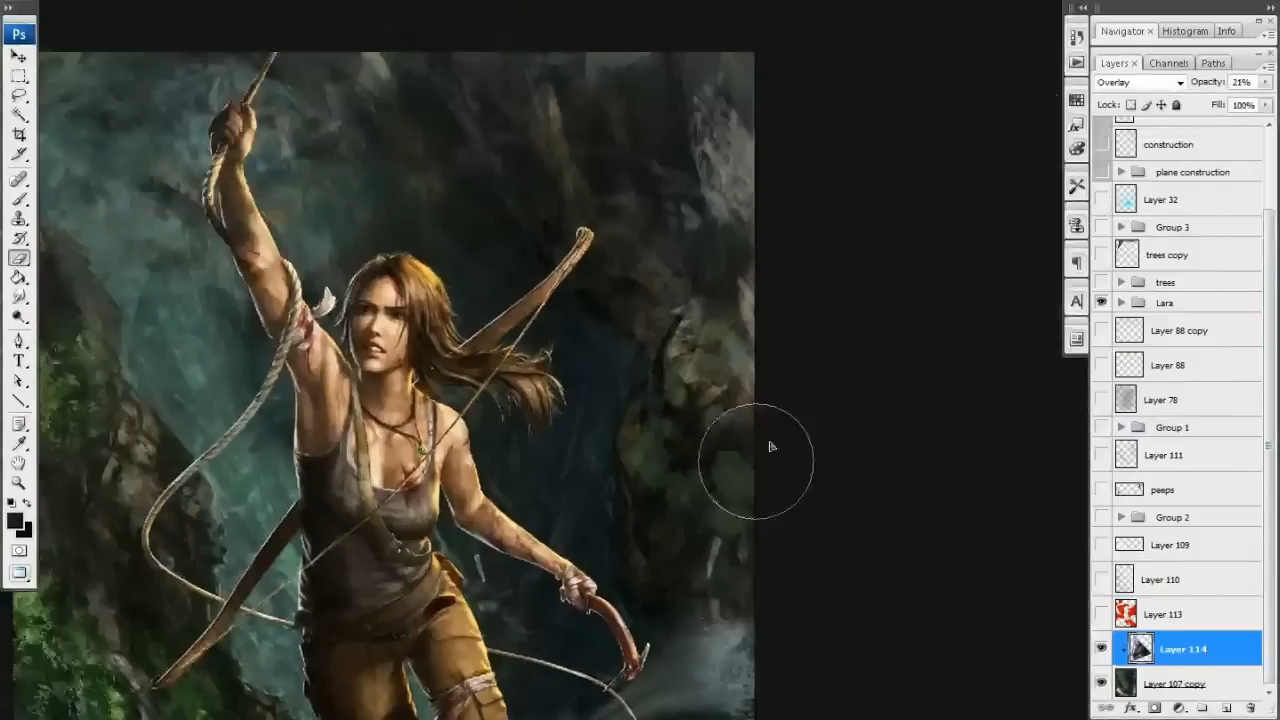 Ps
T
A
Navigator × Histogram Info
Layers × Channels Paths
Overlay Opacity: 21%
Lock: Fill: 100%
construction
plane construction
Layer 32
Group 3
trees copy
trees
Lara
Layer 88 copy
Layer 88
Layer 78
Group 1
Layer 111
peeps
Group 2
Layer 109
Layer 110
Layer 113
Layer 114
Layer 107 copy
fx